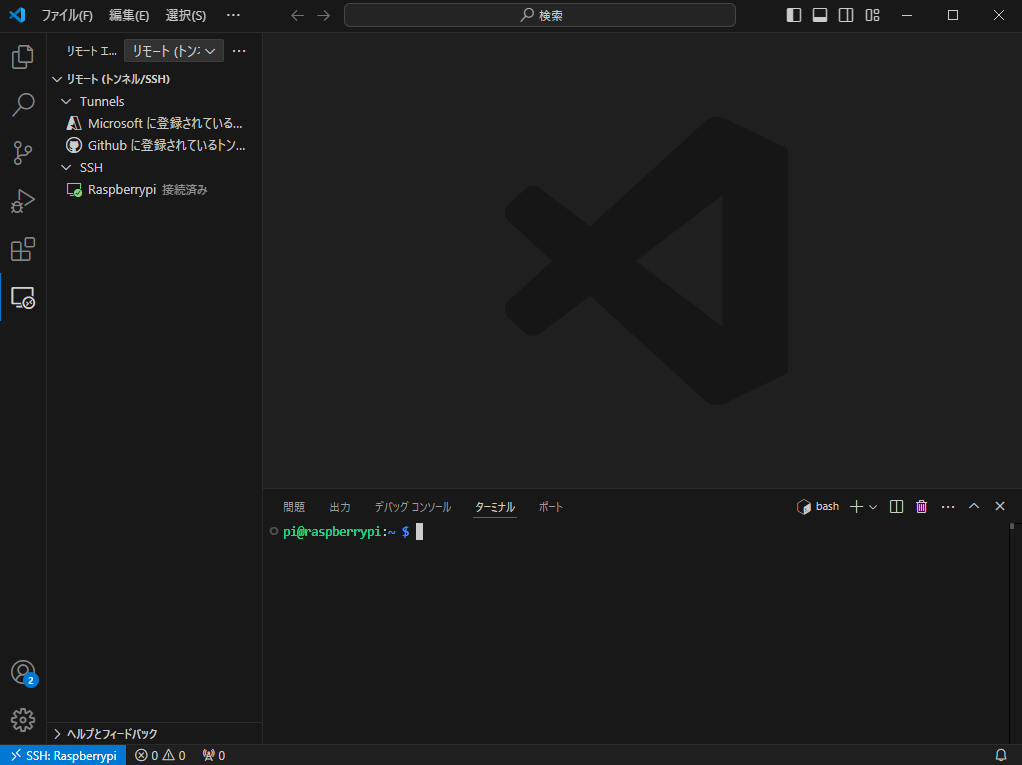 ファイル(F) 編集(E) 選択(S) ··· 検索
リモート エ... リモート (トン: ···
リモート (トンネル/SSH)
Tunnels
Microsoft に登録されている...
Github に登録されているトン...
SSH
Raspberrypi 接続済み
問題 出力 デバッグ コンソール ターミナル ポート bash ···
pi@raspberrypi:~ $
2
ヘルプとフィードバック
SSH: Raspberrypi 0 0 0